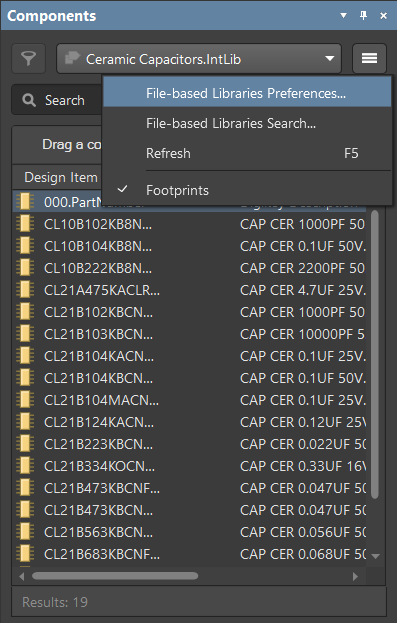 Components
Ceramic Capacitors.IntLib
Search
File-based Libraries Preferences...
File-based Libraries Search...
Refresh F5
Footprints
Drag a co
Design Item
CL10B102KB8N... CAP CER 1000PF 5
CL10B104KB8N... CAP CER 0.1UF 50V.
CL10B222KB8N... CAP CER 2200PF 50
CL21A475KACLR... CAP CER 4.7UF 25V.
CL21B102KBCN... CAP CER 1000PF 50
CL21B103KBCN... CAP CER 10000PF 5
CL21B104KACN... CAP CER 0.1UF 25V.
CL21B104KBCN... CAP CER 0.1UF 50V.
CL21B104MACN... CAP CER 0.1UF 25V.
CL21B124KACN... CAP CER 0.12UF 25V
CL21B223KBCN... CAP CER 0.022UF 50
CL21B334KOCN... CAP CER 0.33UF 16V
CL21B473KBCNF... CAP CER 0.047UF 50
CL21B473KBCN... CAP CER 0.047UF 50
CL21B563KBCN... CAP CER 0.056UF 50
CL21B683KBCNF... CAP CER 0.068UF 50
Results: 19